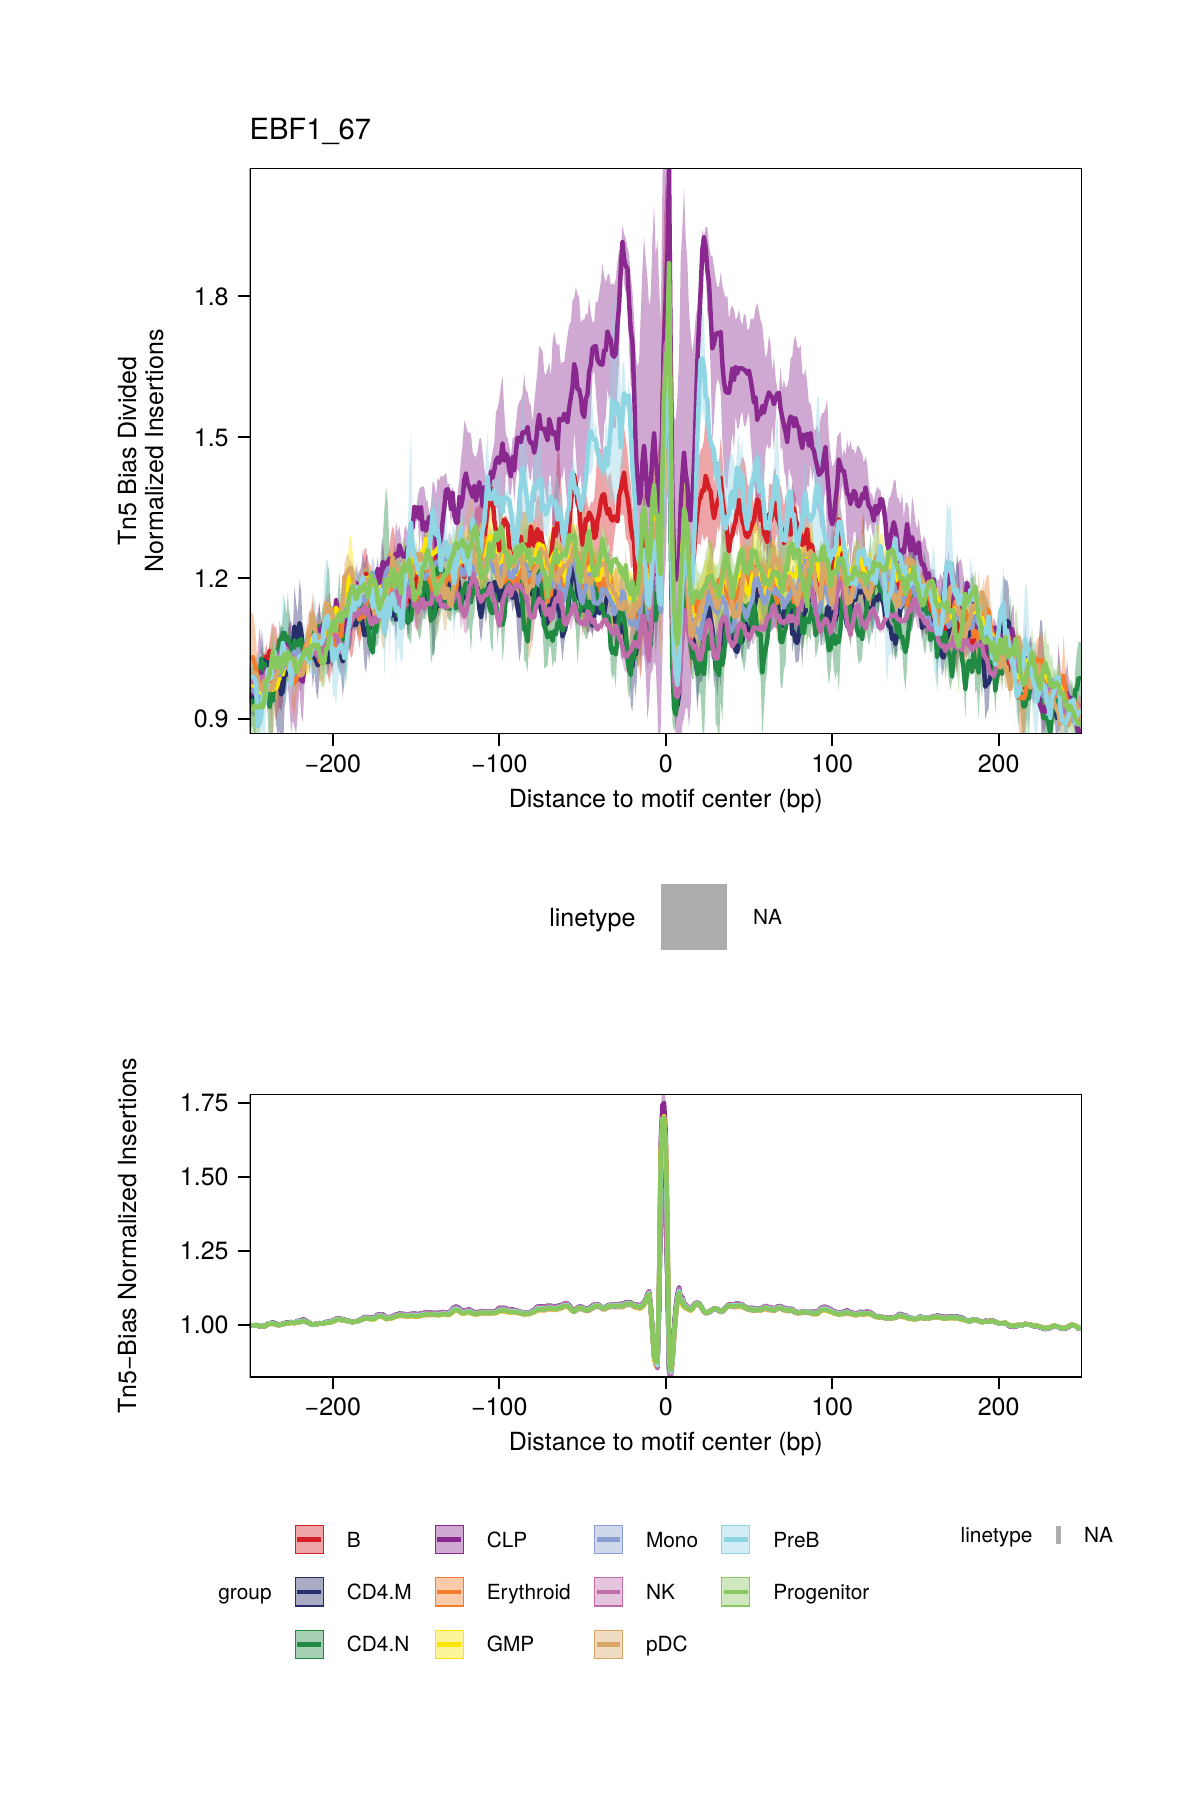 EBF1_67
Tn5 Bias Divided
Normalized Insertions
1.8
1.5
1.2
0.9
−200 −100 0 100 200
Distance to motif center (bp)
linetype NA
Tn5−Bias Normalized Insertions
1.75
1.50
1.25
1.00
−200 −100 0 100 200
Distance to motif center (bp)
B CLP Mono PreB linetype NA
group CD4.M Erythroid NK Progenitor
CD4.N GMP pDC